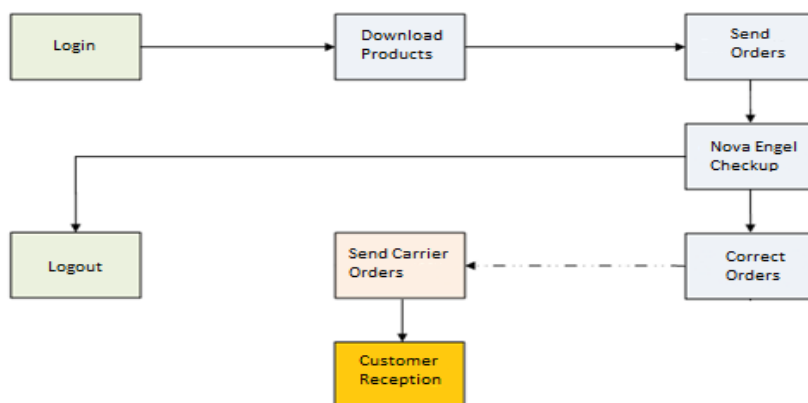 Login
Download
Products
Send
Orders
Nova Engel
Checkup
Logout
Send Carrier
Orders
Correct
Orders
Customer
Reception